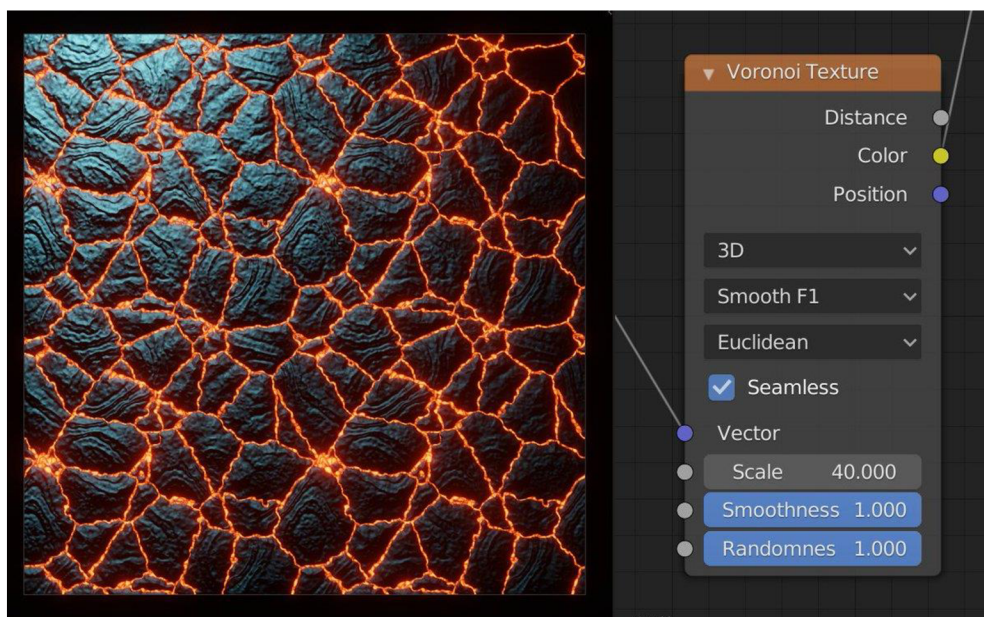 Voronoi Texture
Distance
Color
Position
3D
Smooth F1
Euclidean
Seamless
Vector
Scale 40.000
Smoothness 1.000
Randomnes 1.000